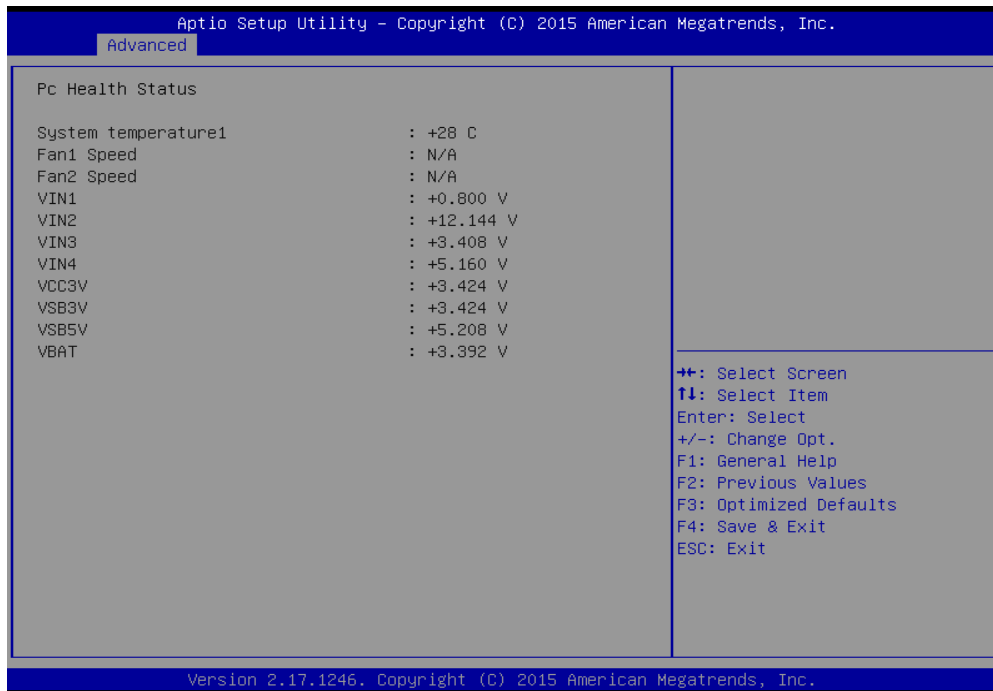 Aptio Setup Utility – Copyright (C) 2015 American Megatrends, Inc.
Advanced
Pc Health Status
System temperature1 : +28 C
Fan1 Speed : N/A
Fan2 Speed : N/A
VIN1 : +0.800 V
VIN2 : +12.144 V
VIN3 : +3.408 V
VIN4 : +5.160 V
VCC3V : +3.424 V
VSB3V : +3.424 V
VSB5V : +5.208 V
VBAT : +3.392 V
→←: Select Screen
↑↓: Select Item
Enter: Select
+/-: Change Opt.
F1: General Help
F2: Previous Values
F3: Optimized Defaults
F4: Save & Exit
ESC: Exit
Version 2.17.1246. Copyright (C) 2015 American Megatrends, Inc.